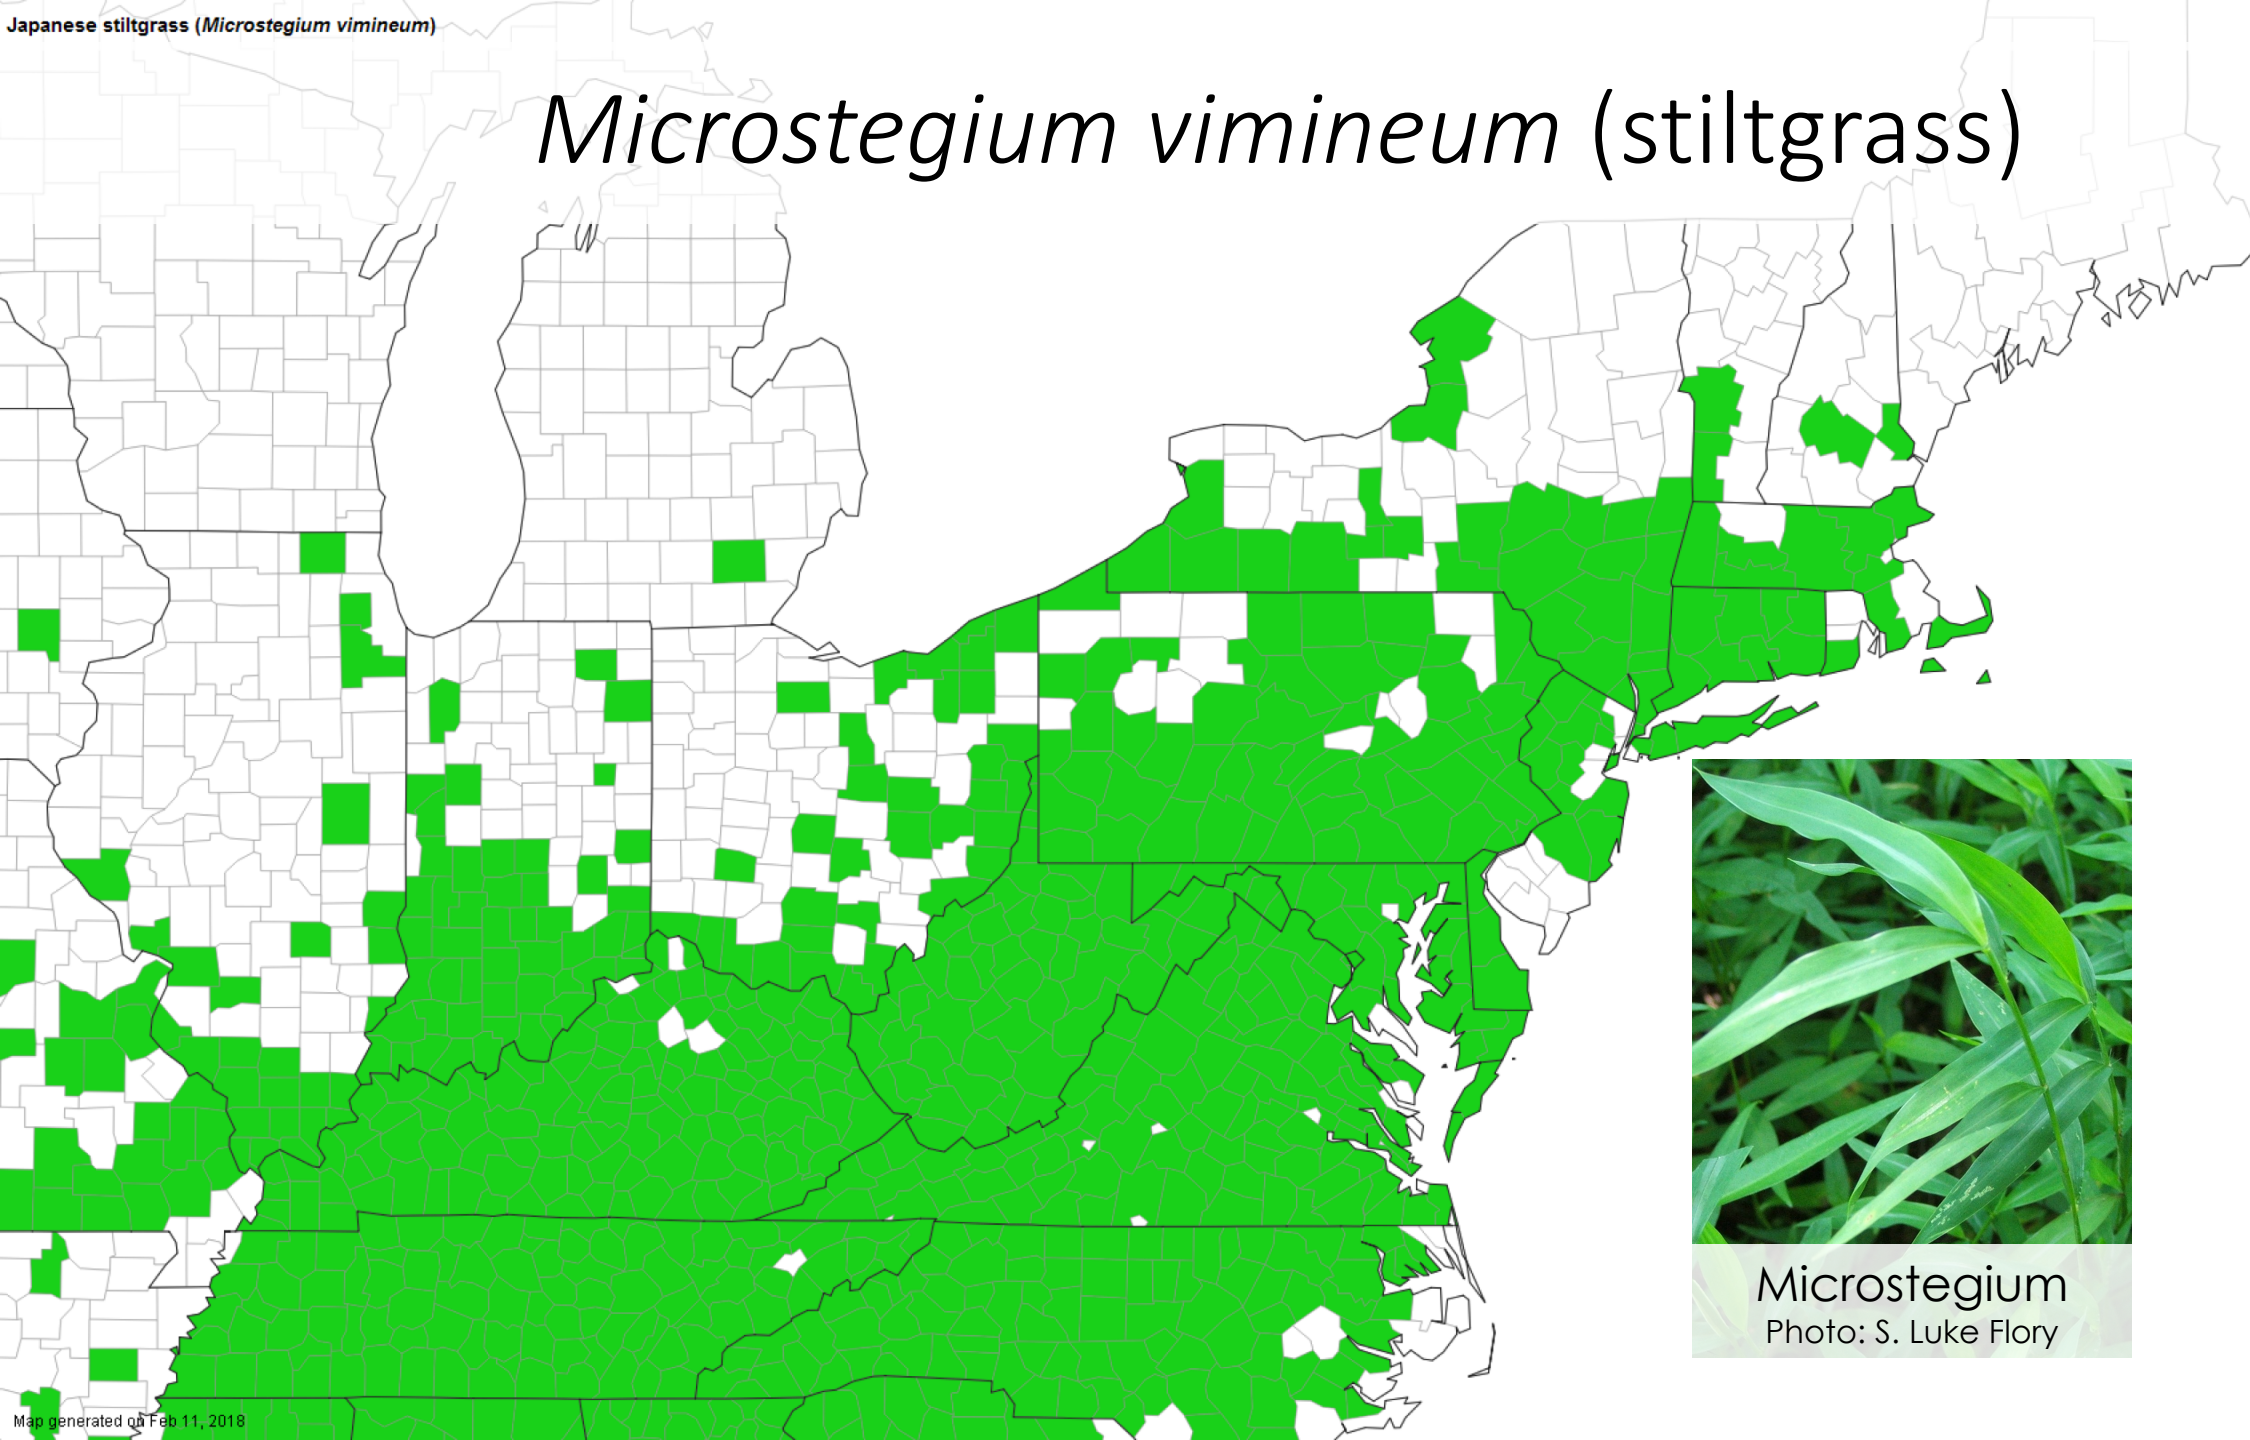 Japanese stiltgrass (Microstegium vimineum)
Microstegium vimineum (stiltgrass)
Microstegium
Photo: S. Luke Flory
Map generated on Feb 11, 2018